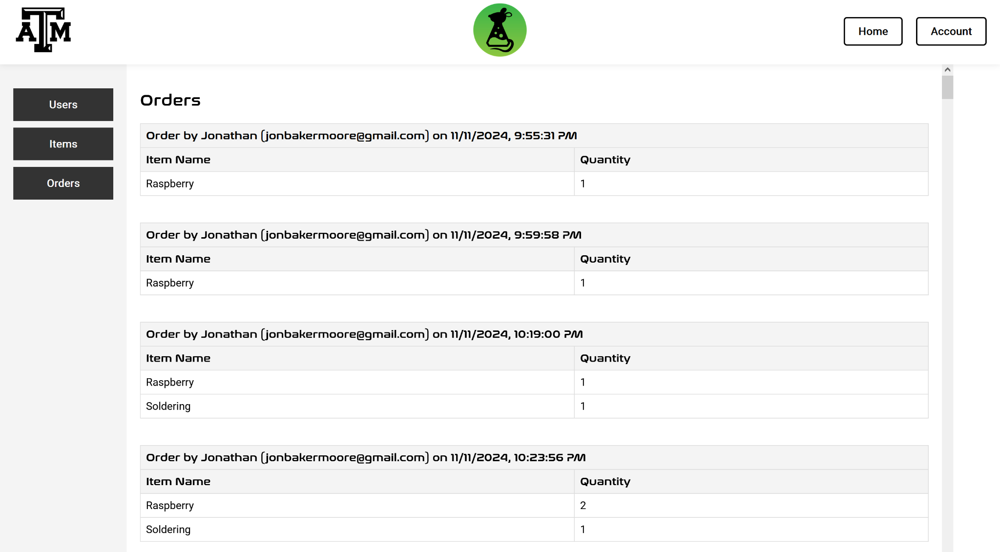 ATM
Home
Account
Users
Items
Orders
Orders
Order by Jonathan (jonbakermoore@gmail.com) on 11/11/2024, 9:55:31 PM
Item Name Quantity
Raspberry 1
Order by Jonathan (jonbakermoore@gmail.com) on 11/11/2024, 9:59:58 PM
Item Name Quantity
Raspberry 1
Order by Jonathan (jonbakermoore@gmail.com) on 11/11/2024, 10:19:00 PM
Item Name Quantity
Raspberry 1
Soldering 1
Order by Jonathan (jonbakermoore@gmail.com) on 11/11/2024, 10:23:56 PM
Item Name Quantity
Raspberry 2
Soldering 1